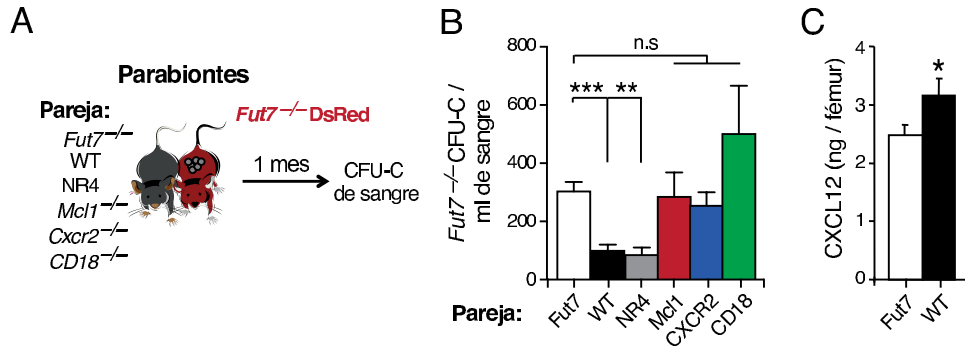 A
Parabiontes
Pareja:
Fut7–/–
WT
NR4
Mcl1–/–
Cxcr2–/–
CD18–/–
Fut7–/– DsRed
1 mes
CFU-C
de sangre
B
Fut7–/– CFU-C /
ml de sangre
800
600
400
200
0
n.s
*** **
Pareja:
Fut7
WT
NR4
Mcl1
CXCR2
CD18
C
CXCL12 (ng / fémur)
4
3
2
1
0
*
Fut7
WT